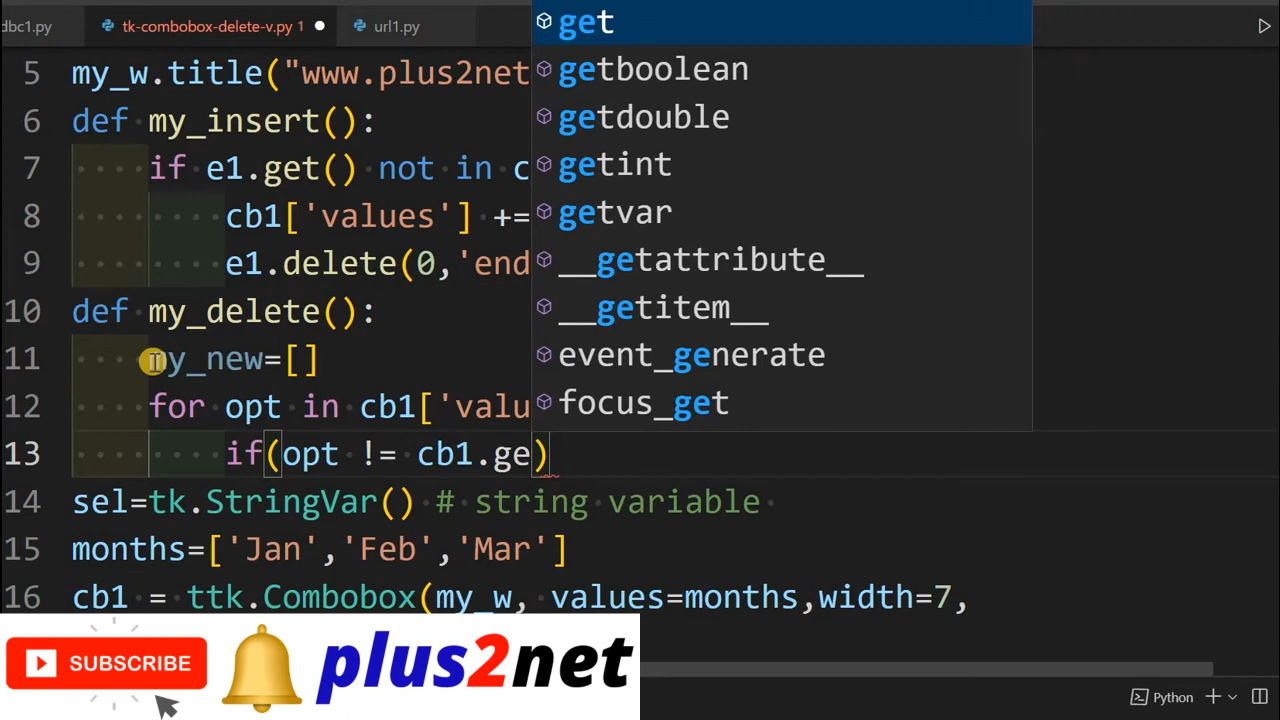 dbc1.py tk-combobox-delete-v.py 1 url1.py
get
getboolean
getdouble
getint
getvar
__getattribute__
__getitem__
event_generate
focus_get
5 my_w.title("www.plus2net
6 def my_insert():
7 if e1.get() not in c
8 cb1['values'] +=
9 e1.delete(0,'end
10 def my_delete():
11 my_new=[]
12 for opt in cb1['valu
13 if(opt != cb1.ge)
14 sel=tk.StringVar() # string variable
15 months=['Jan','Feb','Mar']
16 cb1 = ttk.Combobox(my_w, values=months,width=7,
SUBSCRIBE plus2net
Python